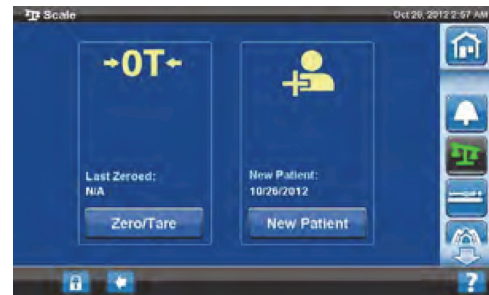 Scale
Oct 26, 2012 2:57 AM
→0T←
Last Zeroed:
N/A
New Patient:
10/26/2012
Zero/Tare
New Patient
?